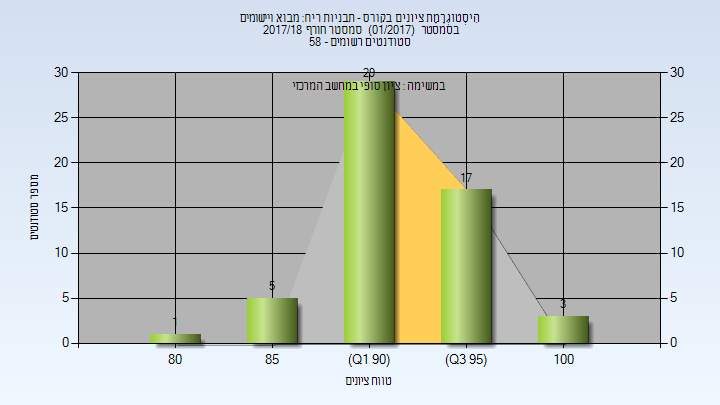 היסטוגרמת ציונים בקורס - תבניות ריח: מבוא ויישומים
בסמסטר (01/2017) סמסטר חורף 2017/18
סטודנטים רשומים - 58
במשימה : ציון סופי במחשב המרכזי
30 30
25 25
20 20
15 15
10 10
5 5
0 0
29
17
5
3
1
מספר סטודנטים
80 85 (Q1 90) (Q3 95) 100
טווח ציונים